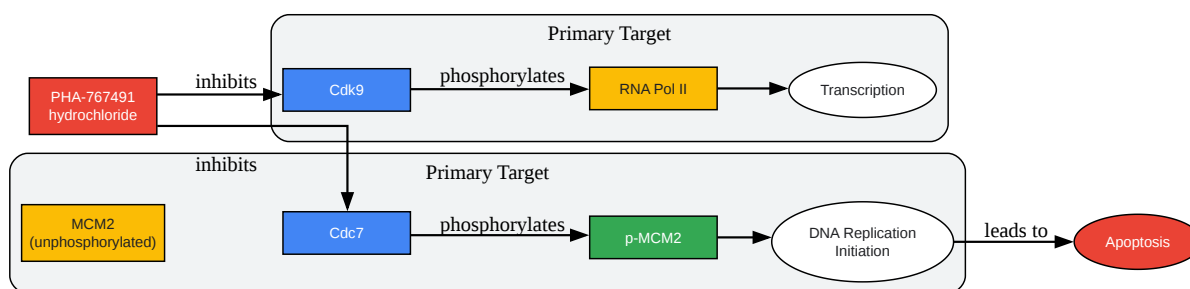 Primary Target
inhibits
phosphorylates
PHA-767491
hydrochloride
Cdk9
RNA Pol II
Transcription
inhibits
Primary Target
MCM2
(unphosphorylated)
Cdc7
phosphorylates
p-MCM2
DNA Replication
Initiation
leads to
Apoptosis